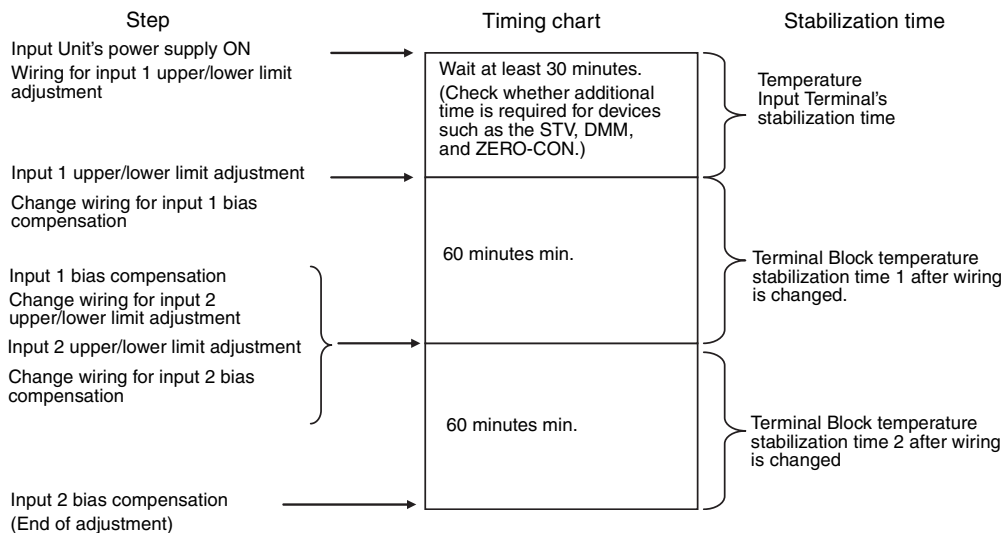 Step
Timing chart
Stabilization time
Input Unit's power supply ON
Wiring for input 1 upper/lower limit
adjustment
Wait at least 30 minutes.
(Check whether additional
time is required for devices
such as the STV, DMM,
and ZERO-CON.)
Temperature
Input Terminal's
stabilization time
Input 1 upper/lower limit adjustment
Change wiring for input 1 bias
compensation
60 minutes min.
Terminal Block temperature
stabilization time 1 after wiring
is changed.
Input 1 bias compensation
Change wiring for input 2
upper/lower limit adjustment
Input 2 upper/lower limit adjustment
Change wiring for input 2 bias
compensation
60 minutes min.
Terminal Block temperature
stabilization time 2 after wiring
is changed
Input 2 bias compensation
(End of adjustment)